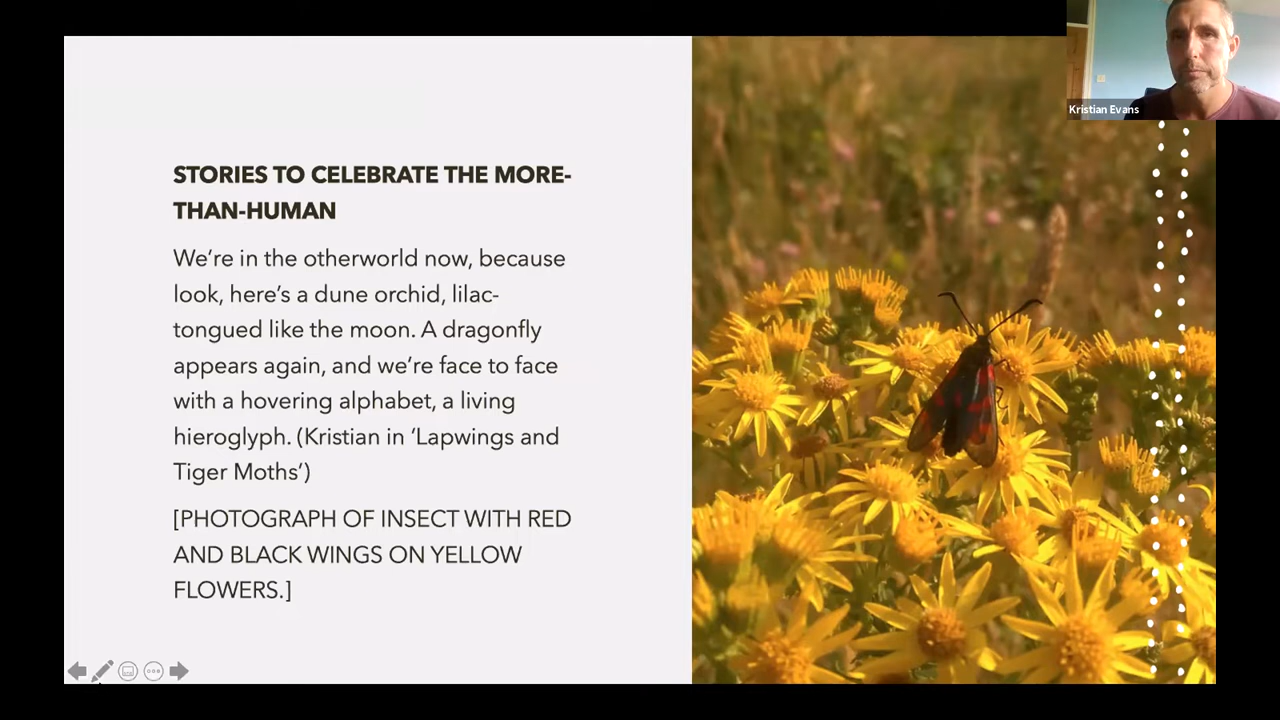 Kristian Evans
STORIES TO CELEBRATE THE MORE-
THAN-HUMAN
We’re in the otherworld now, because
look, here’s a dune orchid, lilac-
tongued like the moon. A dragonfly
appears again, and we’re face to face
with a hovering alphabet, a living
hieroglyph. (Kristian in ‘Lapwings and
Tiger Moths’)
[PHOTOGRAPH OF INSECT WITH RED
AND BLACK WINGS ON YELLOW
FLOWERS.]